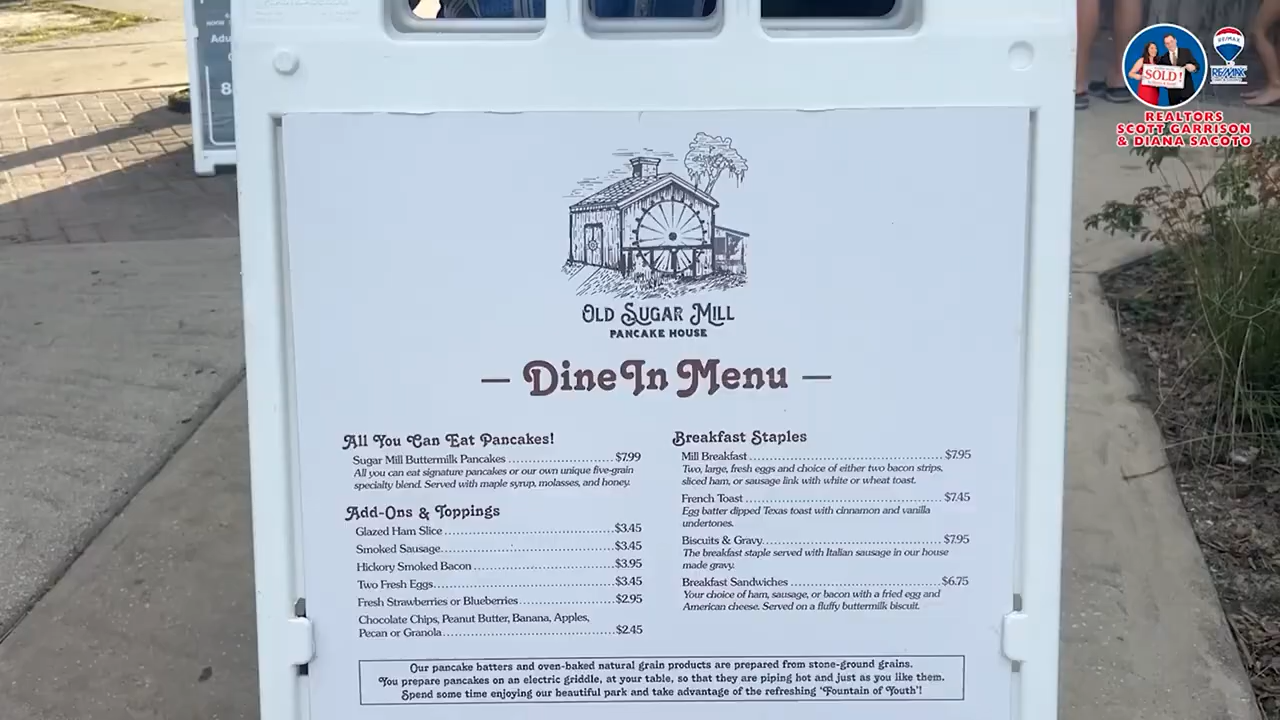 Adu
8
RE/MAX
SOLD!
RE/MAX
REALTORS
SCOTT GARRISON
& DIANA SACOTO
OLD SUGAR MILL
PANCAKE HOUSE
— Dine In Menu —
All You Can Eat Pancakes!
Sugar Mill Buttermilk Pancakes ........................ $7.99
All you can eat signature pancakes or our own unique five-grain
specialty blend. Served with maple syrup, molasses, and honey.
Add-Ons & Toppings
Glazed Ham Slice ........................ $3.45
Smoked Sausage ........................ $3.45
Hickory Smoked Bacon ........................ $3.95
Two Fresh Eggs ........................ $3.45
Fresh Strawberries or Blueberries ........................ $2.95
Chocolate Chips, Peanut Butter, Banana, Apples,
Pecan or Granola ........................ $2.45
Breakfast Staples
Mill Breakfast ........................ $7.95
Two, large, fresh eggs and choice of either two bacon strips,
sliced ham, or sausage link with white or wheat toast.
French Toast ........................ $7.45
Egg batter dipped Texas toast with cinnamon and vanilla
undertones.
Biscuits & Gravy ........................ $7.95
The breakfast staple served with Italian sausage in our house
made gravy.
Breakfast Sandwiches ........................ $6.75
Your choice of ham, sausage, or bacon with a fried egg and
American cheese. Served on a fluffy buttermilk biscuit.
Our pancake batters and oven-baked natural grain products are prepared from stone-ground grains.
You prepare pancakes on an electric griddle, at your table, so that they are piping hot and just as you like them.
Spend some time enjoying our beautiful park and take advantage of the refreshing 'Fountain of Youth'!